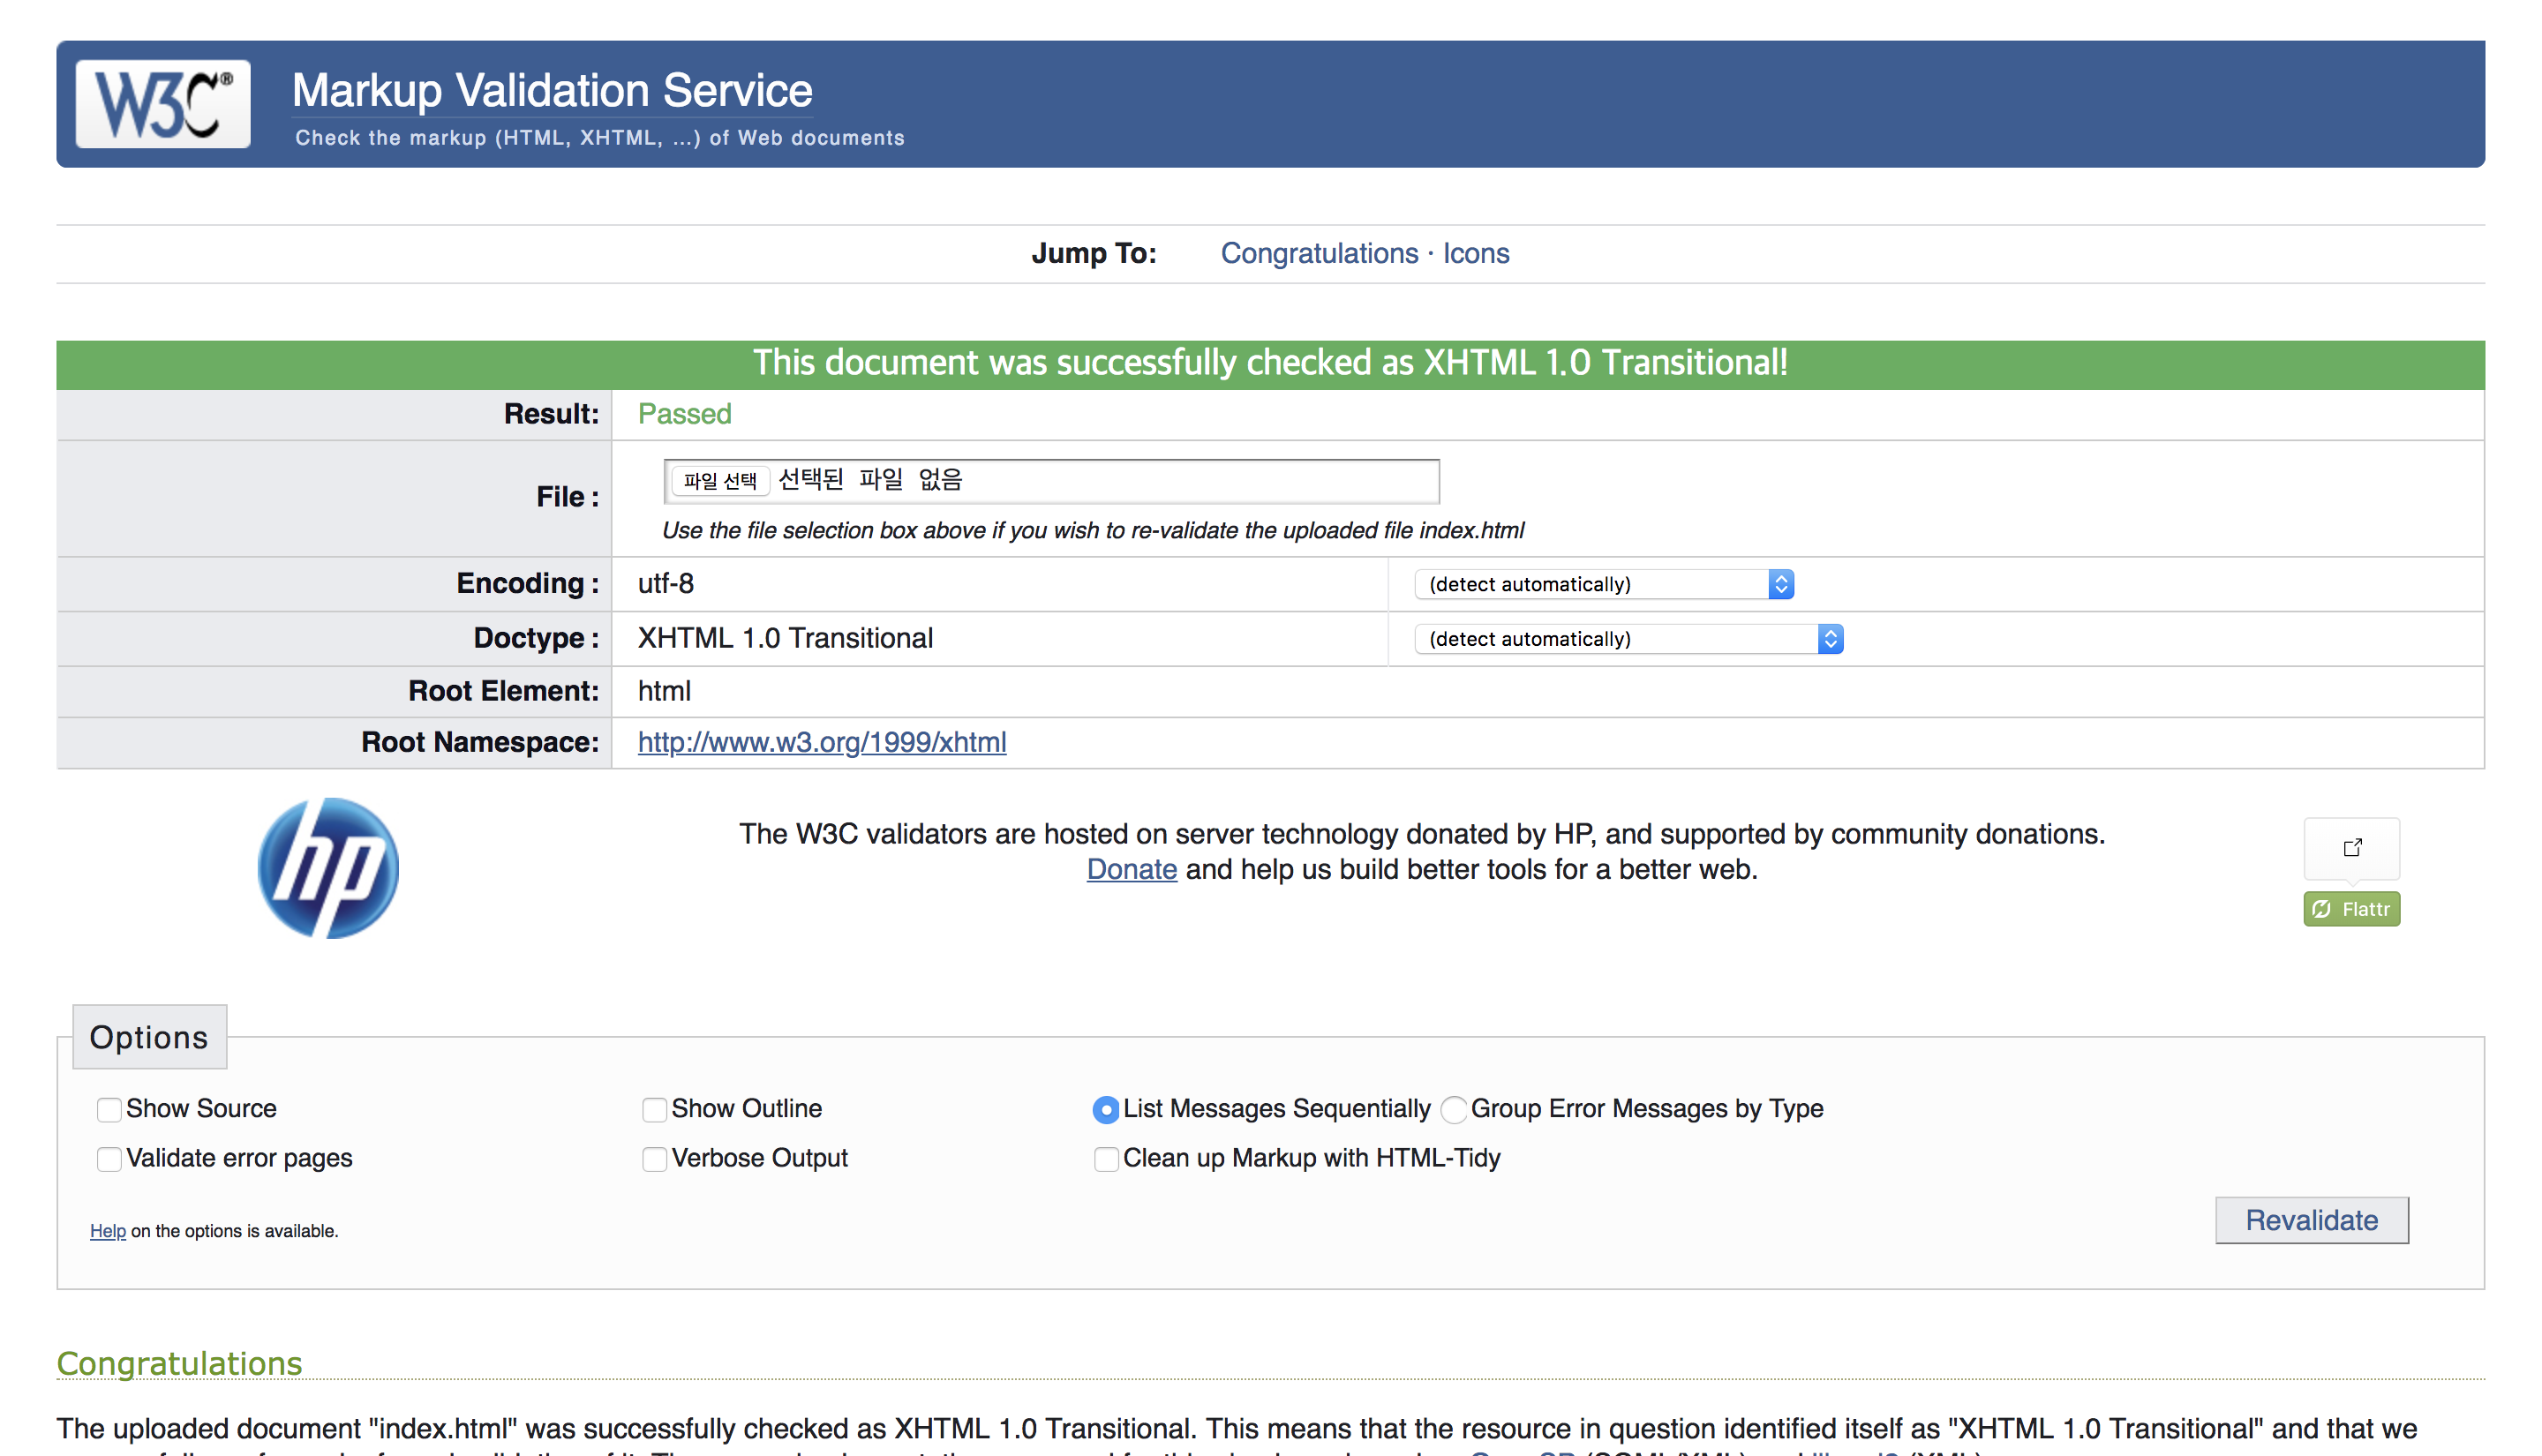 W3C®
Markup Validation Service
Check the markup (HTML, XHTML, …) of Web documents
Jump To: Congratulations · Icons
This document was successfully checked as XHTML 1.0 Transitional!
Result: Passed
File : 파일 선택 선택된 파일 없음
Use the file selection box above if you wish to re-validate the uploaded file index.html
Encoding : utf-8 (detect automatically)
Doctype : XHTML 1.0 Transitional (detect automatically)
Root Element: html
Root Namespace: http://www.w3.org/1999/xhtml
hp
The W3C validators are hosted on server technology donated by HP, and supported by community donations.
Donate and help us build better tools for a better web.
Flattr
Options
Show Source Show Outline List Messages Sequentially Group Error Messages by Type
Validate error pages Verbose Output Clean up Markup with HTML-Tidy
Help on the options is available.
Revalidate
Congratulations
The uploaded document "index.html" was successfully checked as XHTML 1.0 Transitional. This means that the resource in question identified itself as "XHTML 1.0 Transitional" and that we